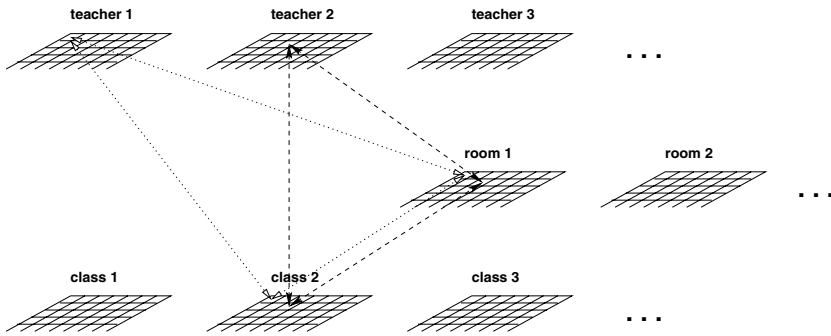 teacher 1 teacher 2 teacher 3
. . .
room 1 room 2
. . .
class 1 class 2 class 3
. . .